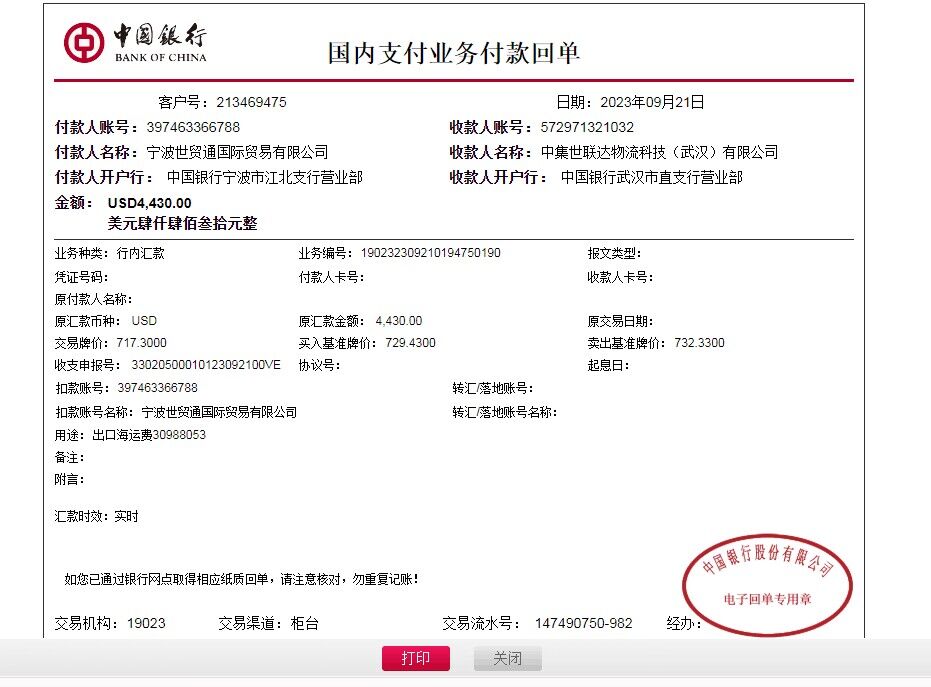 中国银行
BANK OF CHINA
国内支付业务付款回单
客户号：213469475 日期：2023年09月21日
付款人账号：397463366788 收款人账号：572971321032
付款人名称：宁波世贸通国际贸易有限公司 收款人名称：中集世联达物流科技（武汉）有限公司
付款人开户行： 中国银行宁波市江北支行营业部 收款人开户行： 中国银行武汉市直支行营业部
金额： USD4,430.00
美元肆仟肆佰叁拾元整
业务种类：行内汇款 业务编号：190232309210194750190 报文类型：
凭证号码： 付款人卡号： 收款人卡号：
原付款人名称：
原汇款币种： USD 原汇款金额： 4,430.00 原交易日期：
交易牌价：717.3000 买入基准牌价：729.4300 卖出基准牌价：732.3300
收支申报号： 33020500010123092100VE 协议号： 起息日：
扣款账号：397463366788 转汇/落地账号：
扣款账号名称：宁波世贸通国际贸易有限公司 转汇/落地账号名称：
用途：出口海运费30988053
备注：
附言：
汇款时效：实时
如您已通过银行网点取得相应纸质回单，请注意核对，勿重复记账！
中国银行股份有限公司
电子回单专用章
交易机构：19023 交易渠道：柜台 交易流水号： 147490750-982 经办：
打印 关闭